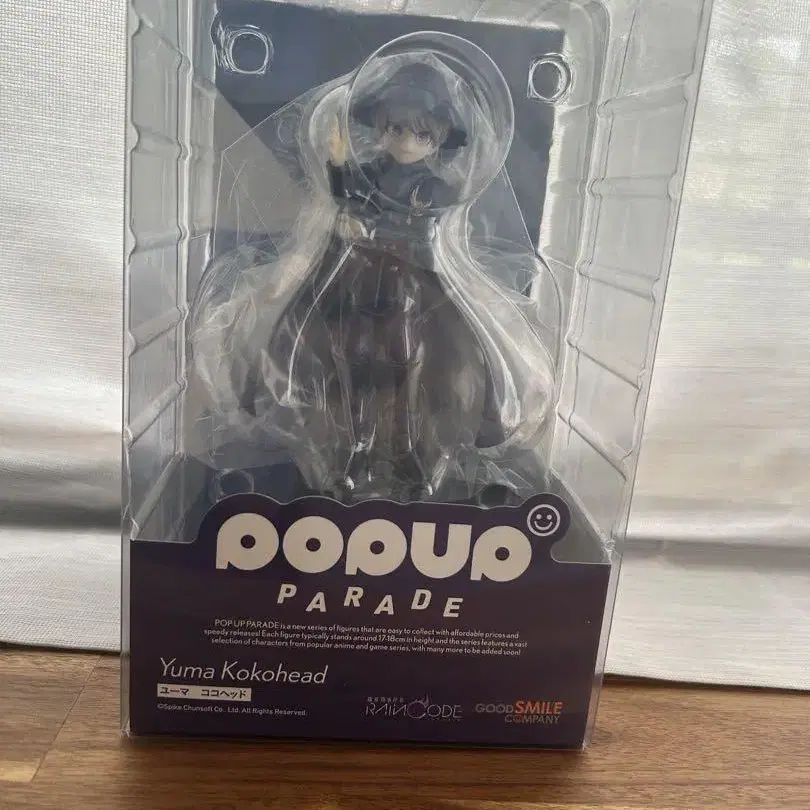 GOOD SMILE
COMPANY
POPUP
PARADE
POP UP PARADE is a new series of figures that are easy to collect with affordable prices and
speedy releases! Each figure typically stands around 17-18cm in height and the series features a vast
selection of characters from popular anime and game series, with many more to be added soon!
Yuma Kokohead
ユーマ ココヘッド
©Spike Chunsoft Co., Ltd. All Rights Reserved.
RAINCODE
GOODSMILE
COMPANY